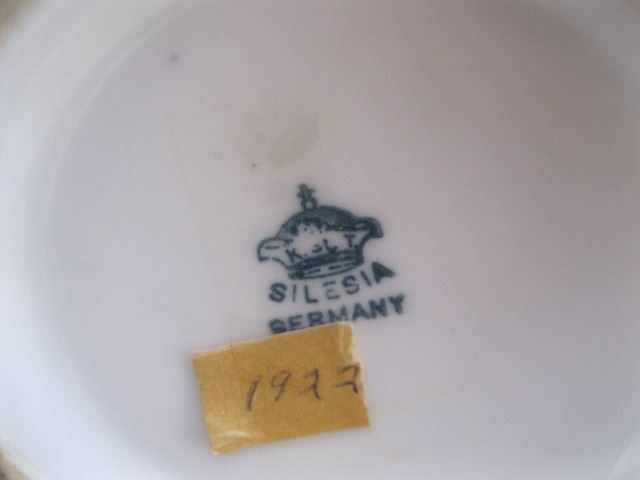 K. & T.
SILESIA
GERMANY
1922